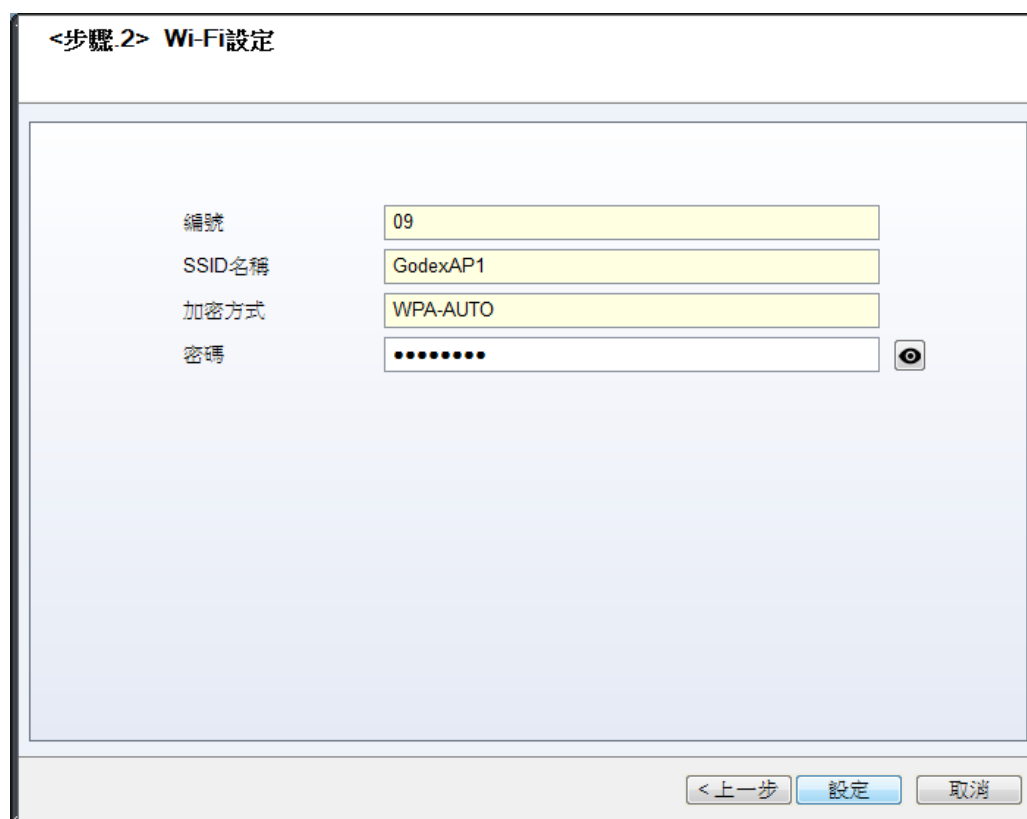 <步驟.2> Wi-Fi設定
編號 09
SSID名稱 GodexAP1
加密方式 WPA-AUTO
密碼 ••••••••
<上一步 設定 取消